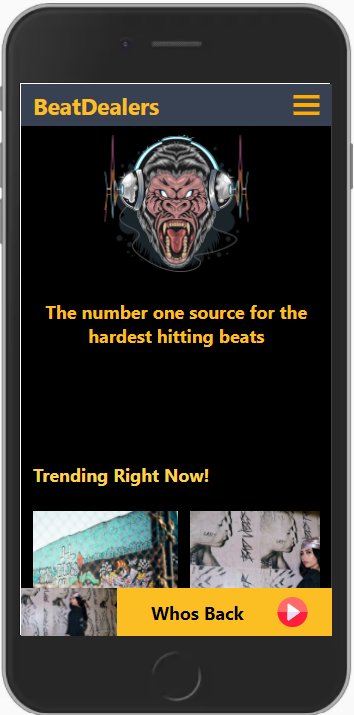 BeatDealers
The number one source for the
hardest hitting beats
Trending Right Now!
Whos Back